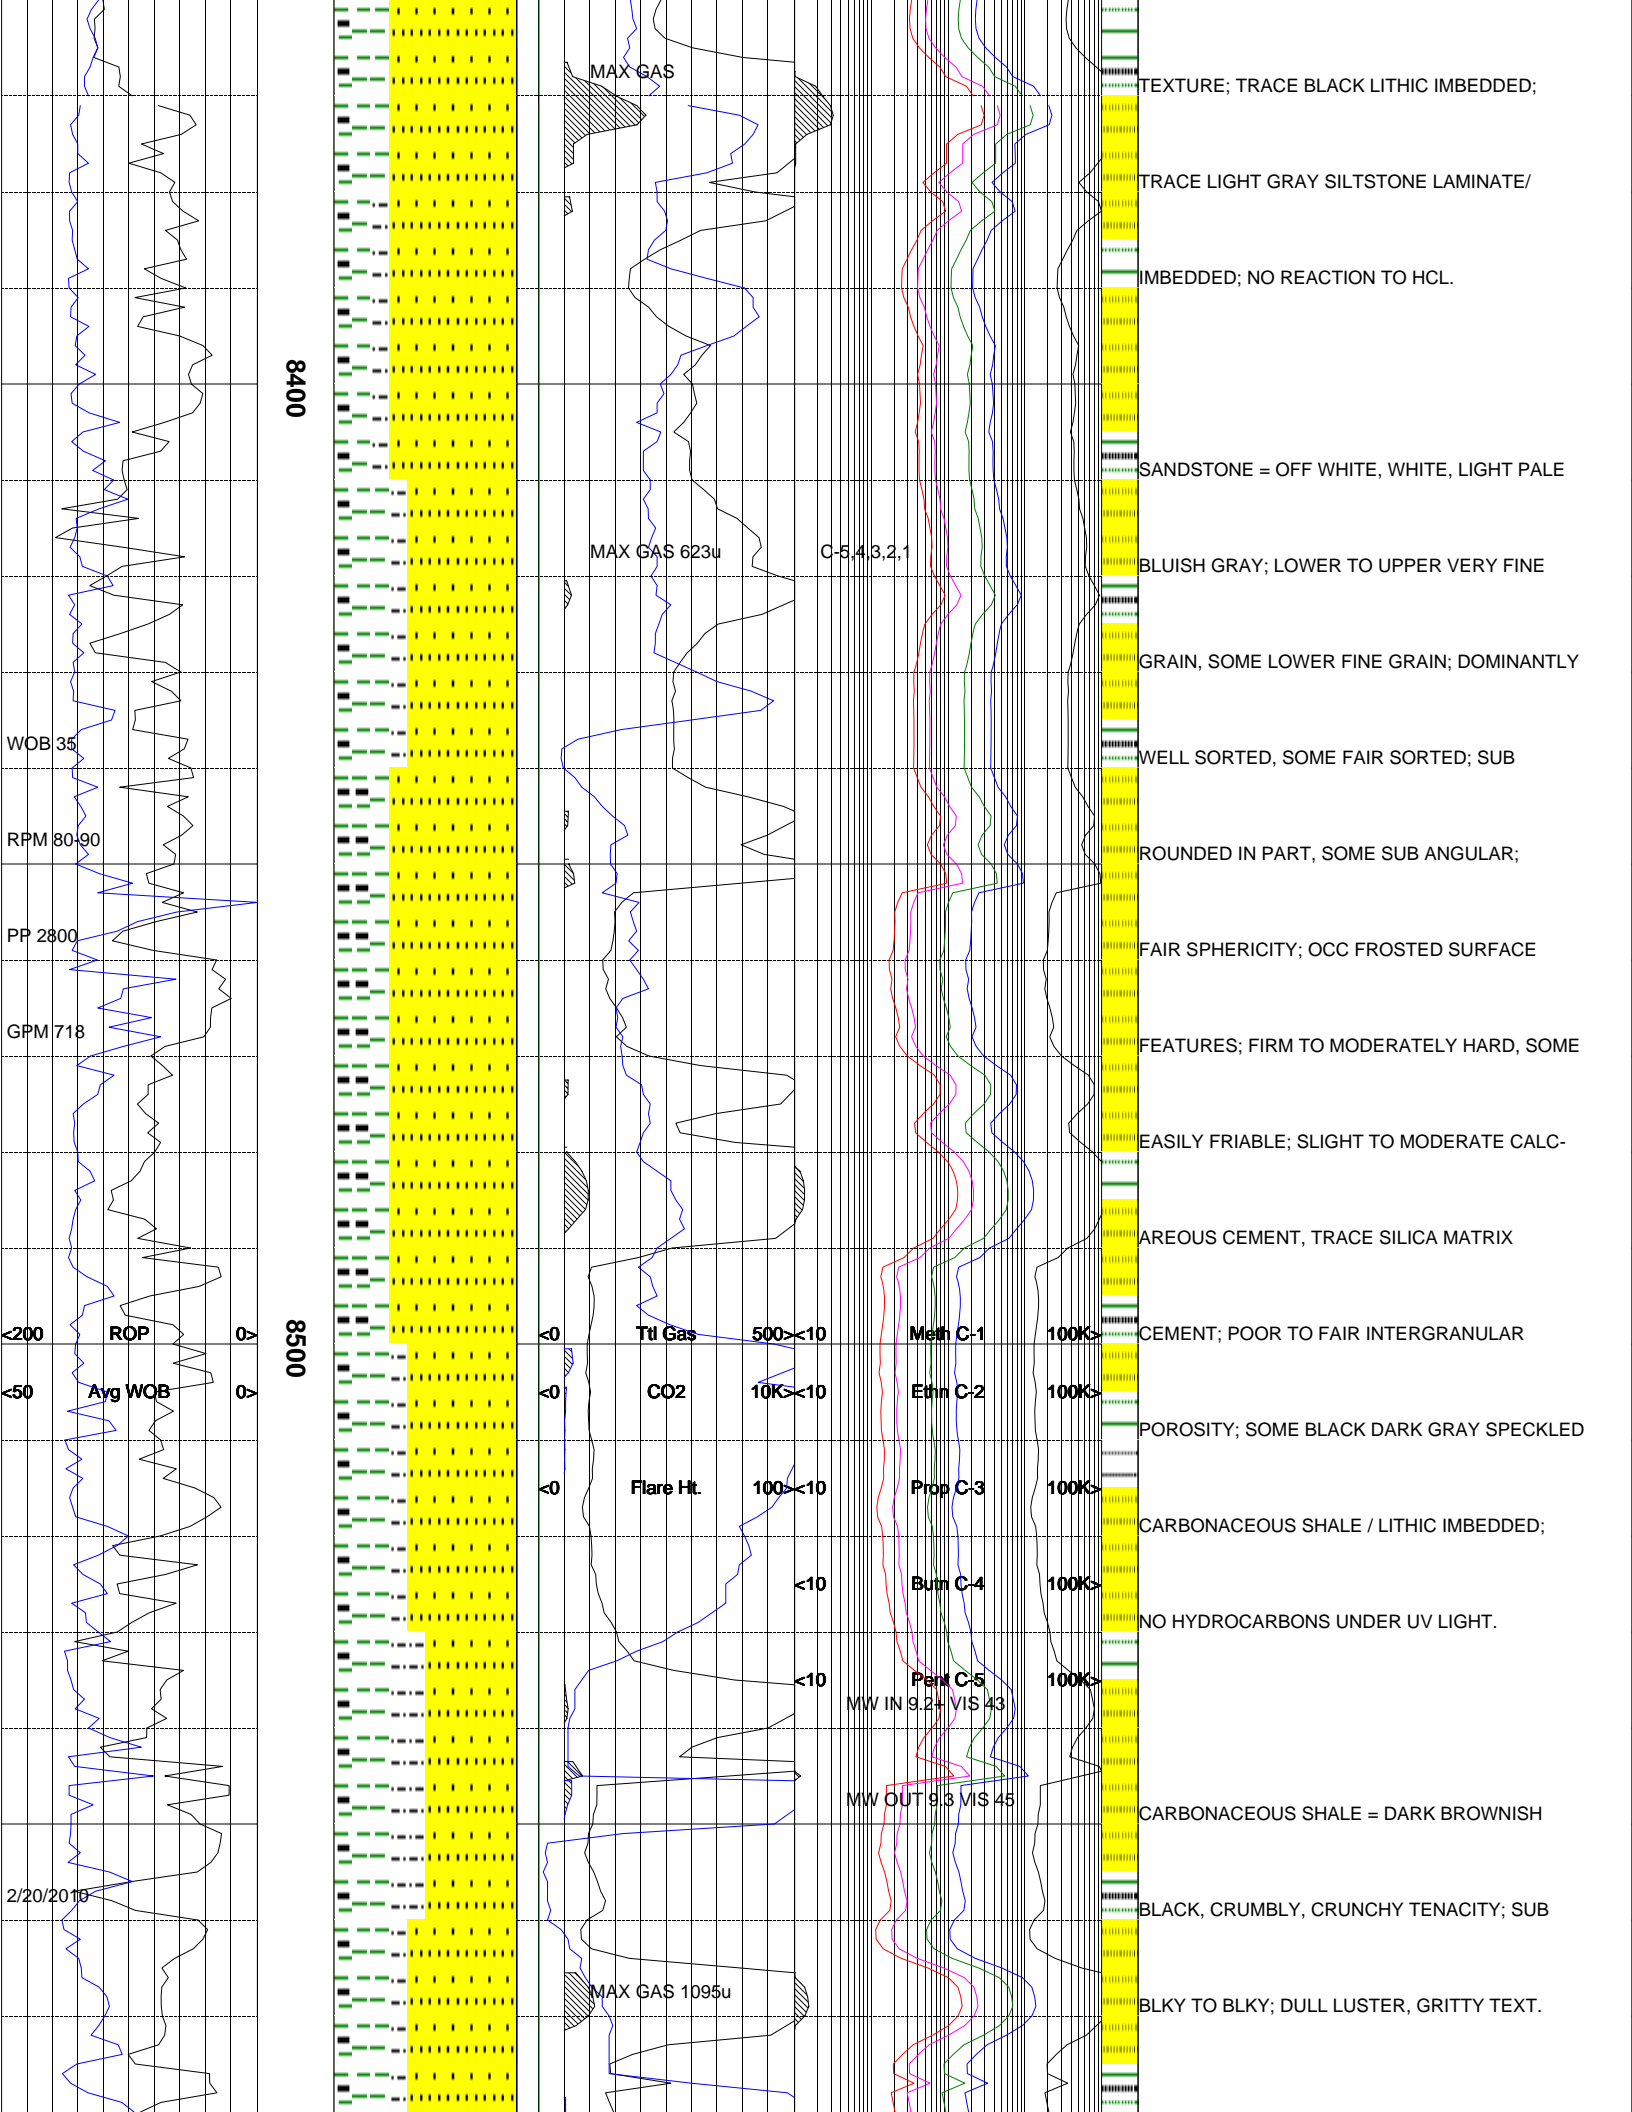 MAX GAS
TEXTURE; TRACE BLACK LITHIC IMBEDDED;
TRACE LIGHT GRAY SILTSTONE LAMINATE/
IMBEDDED; NO REACTION TO HCL.
8400
SANDSTONE = OFF WHITE, WHITE, LIGHT PALE
MAX GAS 623u C-5,4,3,2,1
BLUISH GRAY; LOWER TO UPPER VERY FINE
GRAIN, SOME LOWER FINE GRAIN; DOMINANTLY
WOB 35
WELL SORTED, SOME FAIR SORTED; SUB
RPM 80-90
ROUNDED IN PART, SOME SUB ANGULAR;
PP 2800
FAIR SPHERICITY; OCC FROSTED SURFACE
GPM 718
FEATURES; FIRM TO MODERATELY HARD, SOME
EASILY FRIABLE; SLIGHT TO MODERATE CALC-
AREOUS CEMENT, TRACE SILICA MATRIX
<200 ROP 0> 8500 <0 Ttl Gas 500> <10 Meth C-1 100K>
CEMENT; POOR TO FAIR INTERGRANULAR
<50 Avg WOB 0> <0 CO2 10K> <10 Ethn C-2 100K>
POROSITY; SOME BLACK DARK GRAY SPECKLED
<0 Flare Ht. 100> <10 Prop C-3 100K>
CARBONACEOUS SHALE / LITHIC IMBEDDED;
<10 Butn C-4 100K>
NO HYDROCARBONS UNDER UV LIGHT.
<10 Pent C-5 100K>
MW IN 9.2+ VIS 43
MW OUT 9.3 VIS 45
CARBONACEOUS SHALE = DARK BROWNISH
2/20/2010
BLACK, CRUMBLY, CRUNCHY TENACITY; SUB
MAX GAS 1095u
BLKY TO BLKY; DULL LUSTER, GRITTY TEXT.